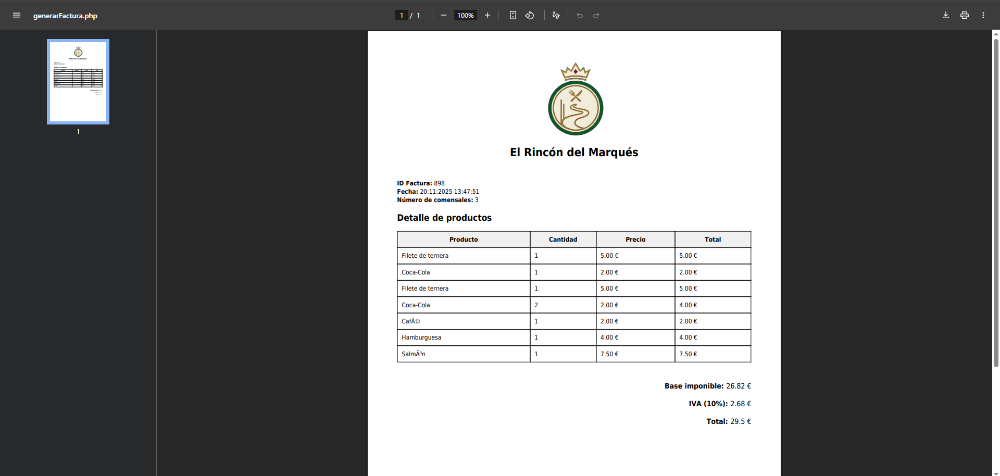 generarFactura.php
1 / 1
100%
1
El Rincón del Marqués
ID Factura: 898
Fecha: 20:11:2025 13:47:51
Número de comensales: 3
Detalle de productos
Producto Cantidad Precio Total
Filete de ternera 1 5.00 € 5.00 €
Coca-Cola 1 2.00 € 2.00 €
Filete de ternera 1 5.00 € 5.00 €
Coca-Cola 2 2.00 € 4.00 €
CafÃ© 1 2.00 € 2.00 €
Hamburguesa 1 4.00 € 4.00 €
SalmÃ³n 1 7.50 € 7.50 €
Base imponible: 26.82 €
IVA (10%): 2.68 €
Total: 29.5 €